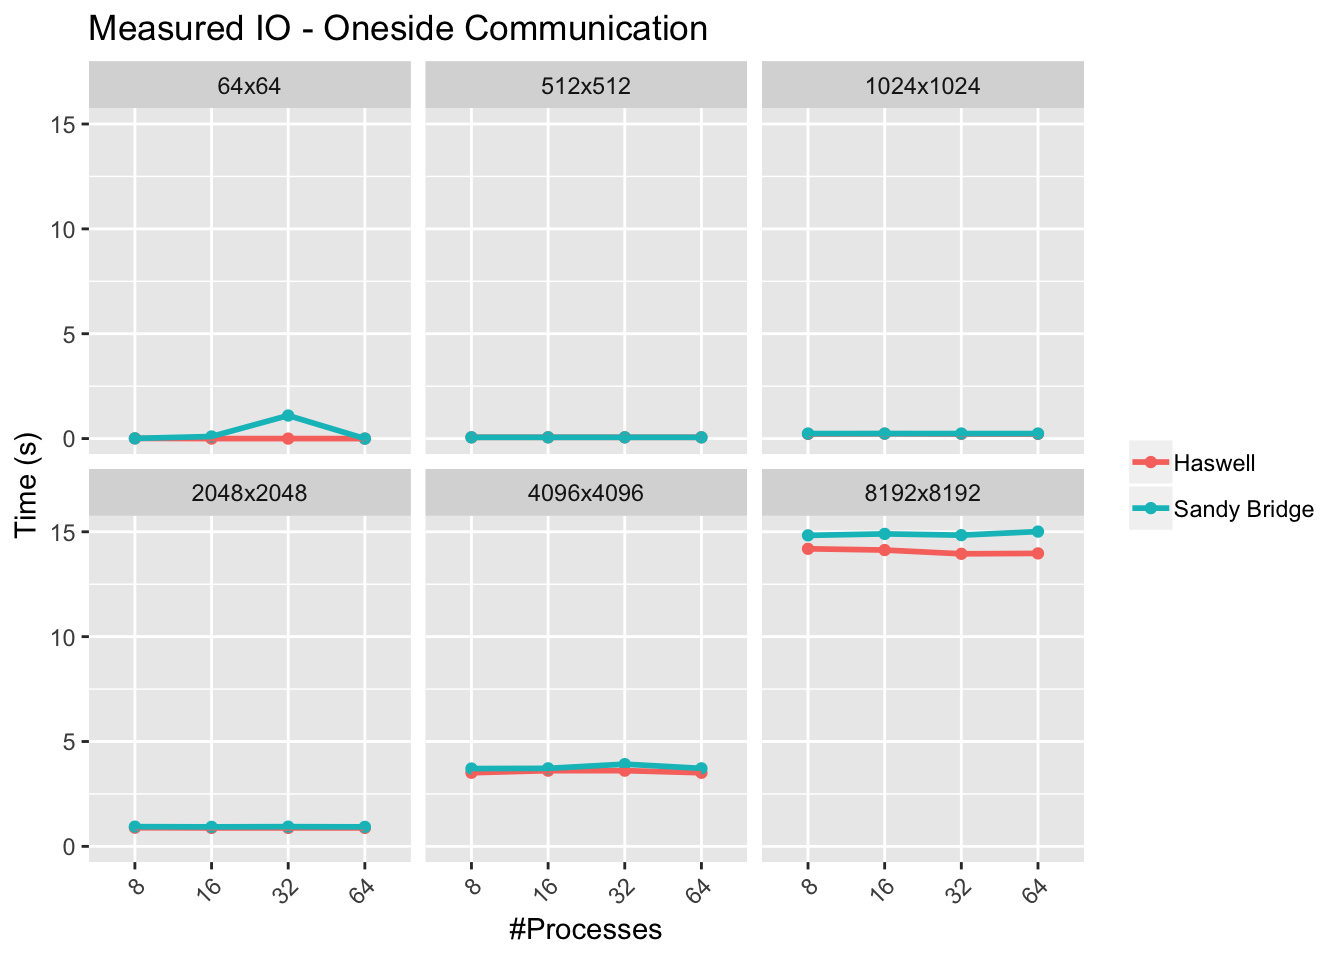 Measured IO - Oneside Communication
64x64
512x512
1024x1024
15
10
5
0
2048x2048
4096x4096
8192x8192
15
10
5
0
8
16
32
64
8
16
32
64
8
16
32
64
Time (s)
#Processes
Haswell
Sandy Bridge